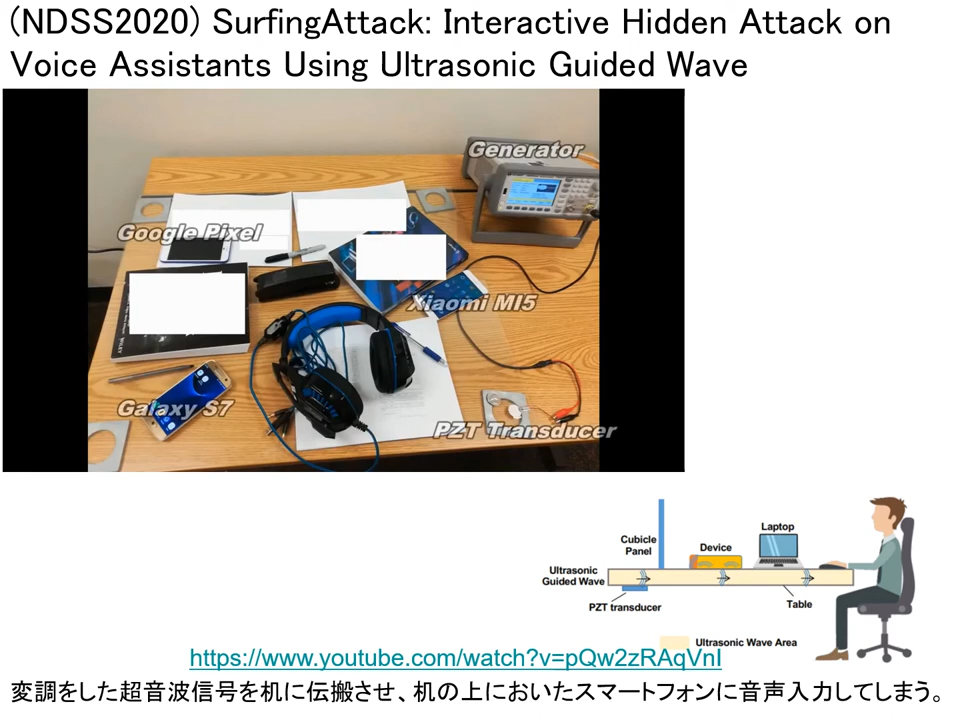 (NDSS2020) SurfingAttack: Interactive Hidden Attack on
Voice Assistants Using Ultrasonic Guided Wave
Generator
Google Pixel
Xiaomi MI5
Galaxy S7
PZT Transducer
WILEY
Cubicle
Panel
Device
Laptop
Ultrasonic
Guided Wave
PZT transducer
Table
Ultrasonic Wave Area
https://www.youtube.com/watch?v=pQw2zRAqVnI
変調をした超音波信号を机に伝搬させ、机の上においたスマートフォンに音声入力してしまう。